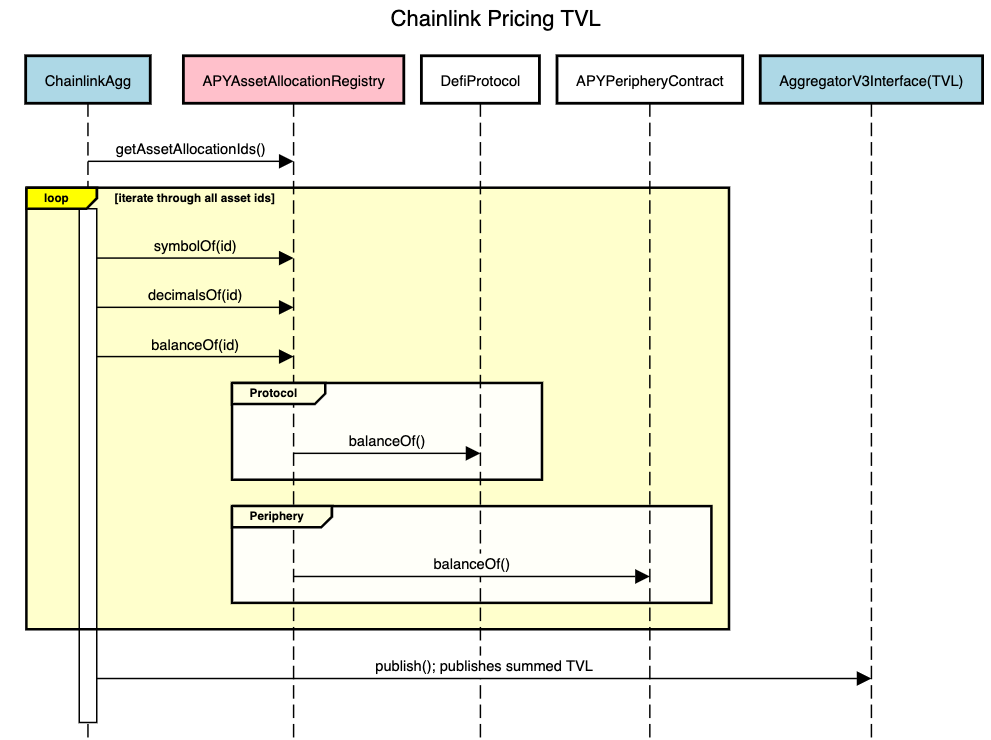 Chainlink Pricing TVL
ChainlinkAgg
APYAssetAllocationRegistry
DefiProtocol
APYPeripheryContract
AggregatorV3Interface(TVL)
getAssetAllocationIds()
loop
[iterate through all asset ids]
symbolOf(id)
decimalsOf(id)
balanceOf(id)
Protocol
balanceOf()
Periphery
balanceOf()
publish(); publishes summed TVL